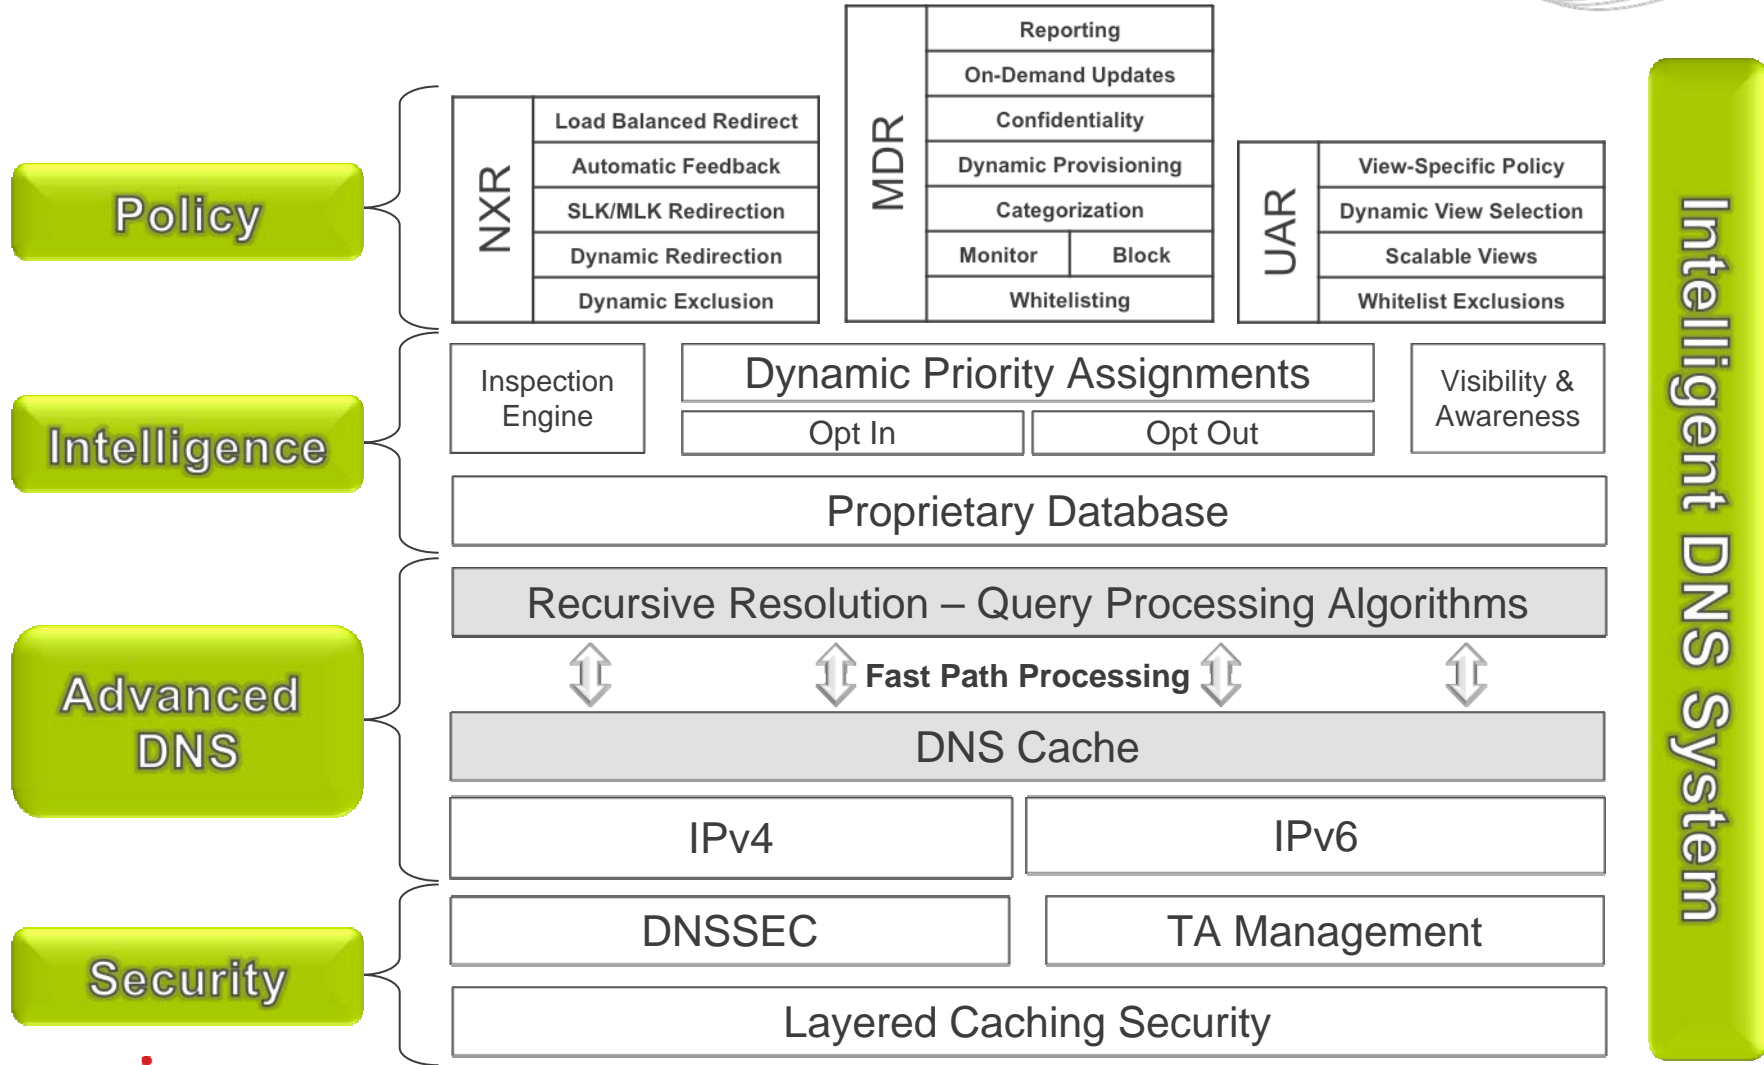 Policy
NXR
Load Balanced Redirect
Automatic Feedback
SLK/MLK Redirection
Dynamic Redirection
Dynamic Exclusion
MDR
Reporting
On-Demand Updates
Confidentiality
Dynamic Provisioning
Categorization
Monitor
Block
Whitelisting
UAR
View-Specific Policy
Dynamic View Selection
Scalable Views
Whitelist Exclusions
Intelligence
Inspection
Engine
Dynamic Priority Assignments
Opt In
Opt Out
Visibility &
Awareness
Proprietary Database
Advanced
DNS
Recursive Resolution – Query Processing Algorithms
Fast Path Processing
DNS Cache
IPv4
IPv6
Security
DNSSEC
TA Management
Layered Caching Security
Intelligent DNS System